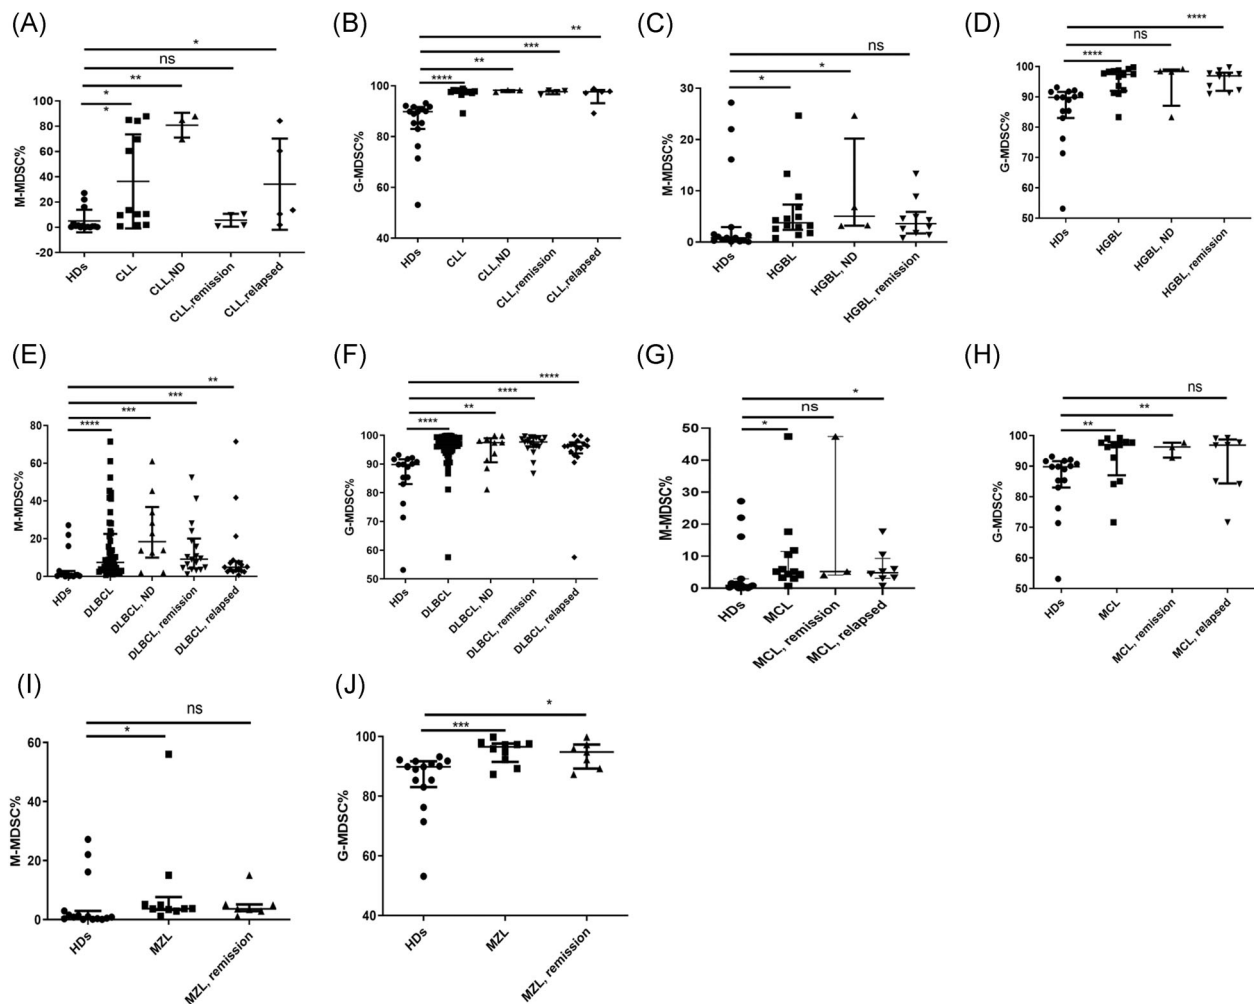 (A)
*
ns
**
*
*
M-MDSC%
100
80
60
40
20
0
-20
HDs
CLL
CLL,ND
CLL,remission
CLL,relapsed
(B)
**
***
**
****
G-MDSC%
100
80
60
40
HDs
CLL
CLL,ND
CLL,remission
CLL,relapsed
(C)
ns
*
*
M-MDSC%
30
20
10
0
HDs
HGBL
HGBL, ND
HGBL, remission
(D)
****
ns
****
G-MDSC%
100
90
80
70
60
50
HDs
HGBL
HGBL, ND
HGBL, remission
(E)
**
***
***
****
M-MDSC%
80
60
40
20
0
HDs
DLBCL
DLBCL, ND
DLBCL, remission
DLBCL, relapsed
(F)
****
****
**
****
G-MDSC%
100
90
80
70
60
50
HDs
DLBCL
DLBCL, ND
DLBCL, remission
DLBCL, relapsed
(G)
*
ns
*
M-MDSC%
50
40
30
20
10
0
HDs
MCL
MCL, remission
MCL, relapsed
(H)
ns
**
**
G-MDSC%
100
90
80
70
60
50
HDs
MCL
MCL, remission
MCL, relapsed
(I)
ns
*
M-MDSC%
60
40
20
0
HDs
MZL
MZL, remission
(J)
*
***
G-MDSC%
100
80
60
40
HDs
MZL
MZL, remission